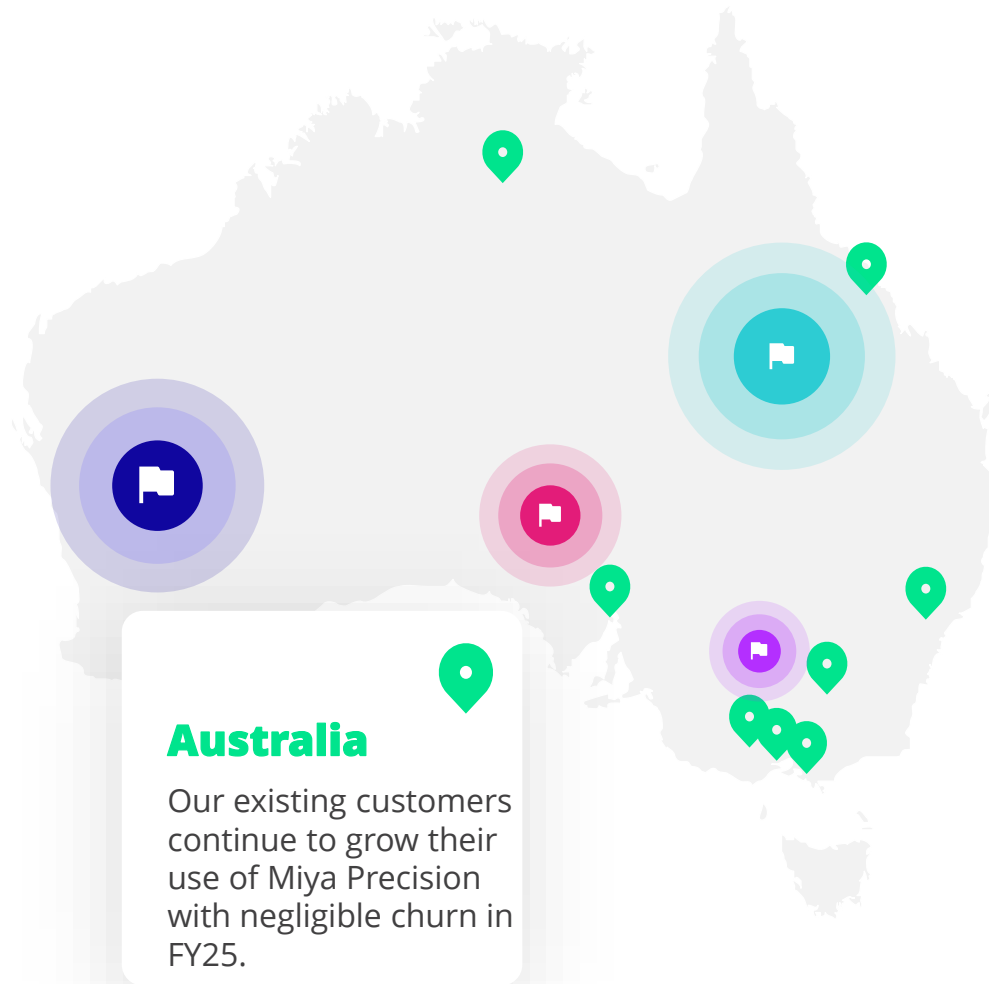 Australia
Our existing customers
continue to grow their
use of Miya Precision
with negligible churn in
FY25.